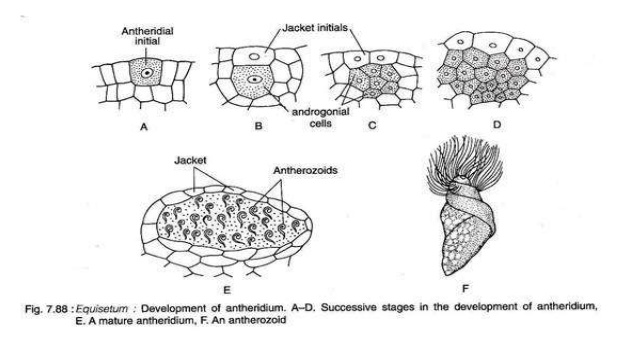 Antheridial
initial
Jacket initials
androgonial
cells
A
B
C
D
Jacket
Antherozoids
E
F
Fig. 7.88 : Equisetum : Development of antheridium. A–D. Successive stages in the development of antheridium,
E. A mature antheridium, F. An antherozoid